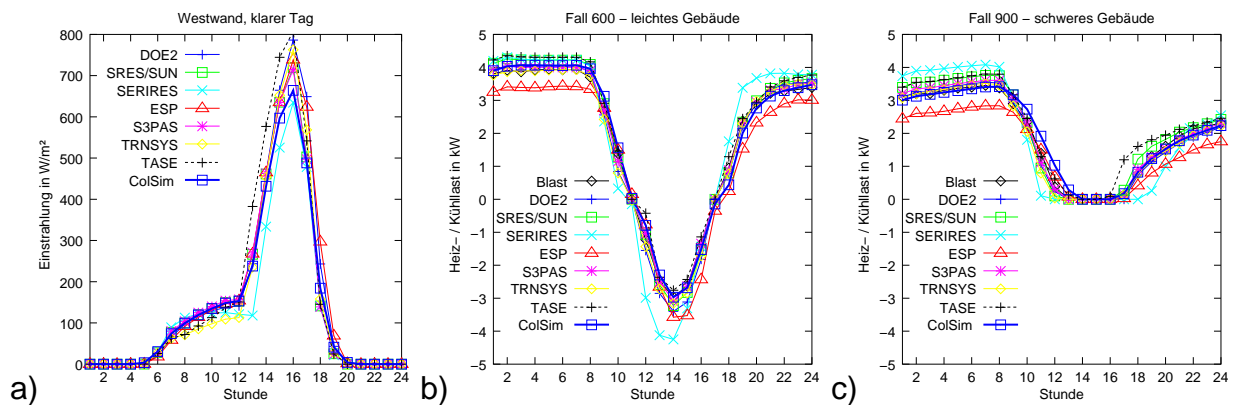 Westwand, klarer Tag
Einstrahlung in W/m²
800
700
600
500
400
300
200
100
0
DOE2
SRES/SUN
SERIRES
ESP
S3PAS
TRNSYS
TASE
ColSim
2 4 6 8 10 12 14 16 18 20 22 24
Stunde
a)
Fall 600 − leichtes Gebäude
Heiz− / Kühllast in kW
5
4
3
2
1
0
−1
−2
−3
−4
−5
Blast
DOE2
SRES/SUN
SERIRES
ESP
S3PAS
TRNSYS
TASE
ColSim
2 4 6 8 10 12 14 16 18 20 22 24
Stunde
b)
Fall 900 − schweres Gebäude
Heiz− / Kühllast in kW
5
4
3
2
1
0
−1
−2
−3
−4
−5
Blast
DOE2
SRES/SUN
SERIRES
ESP
S3PAS
TRNSYS
TASE
ColSim
2 4 6 8 10 12 14 16 18 20 22 24
Stunde
c)